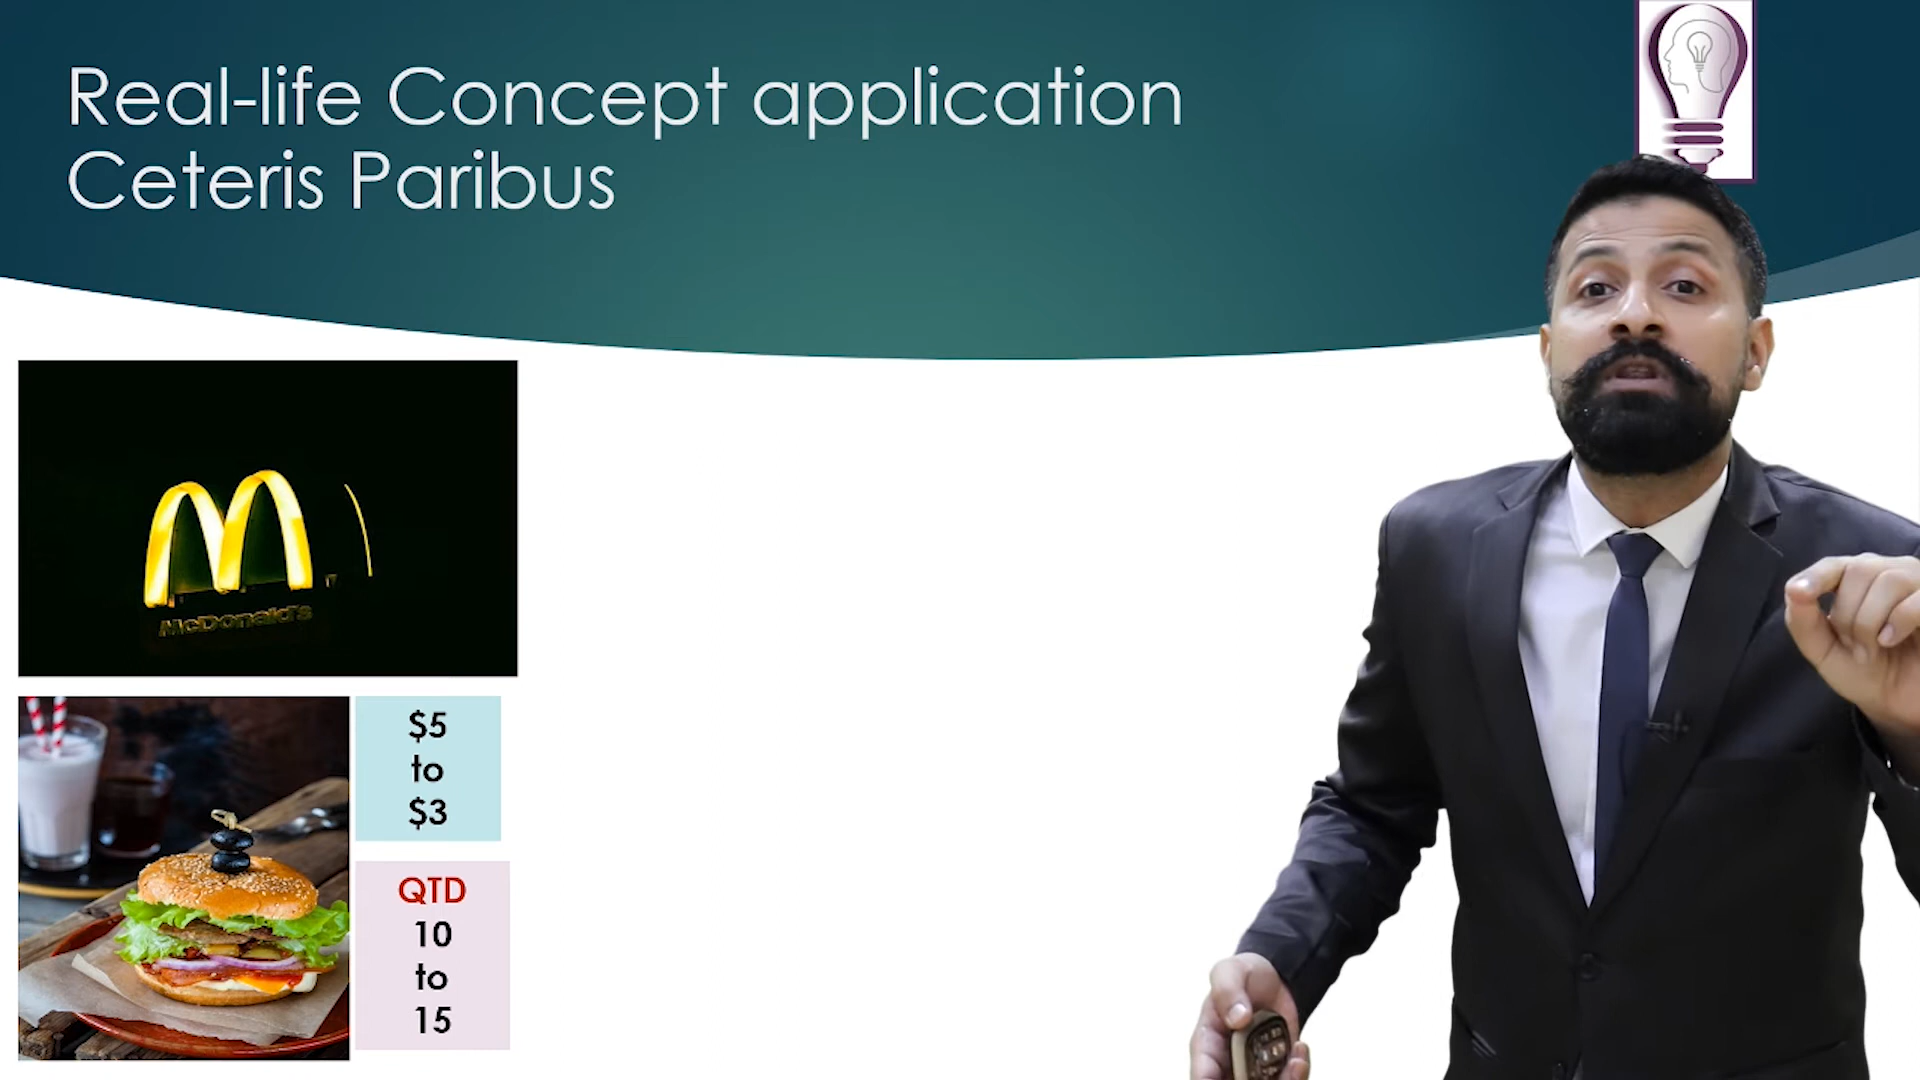 Real-life Concept application
Ceteris Paribus
McDonald's
$5
to
$3
QTD
10
to
15